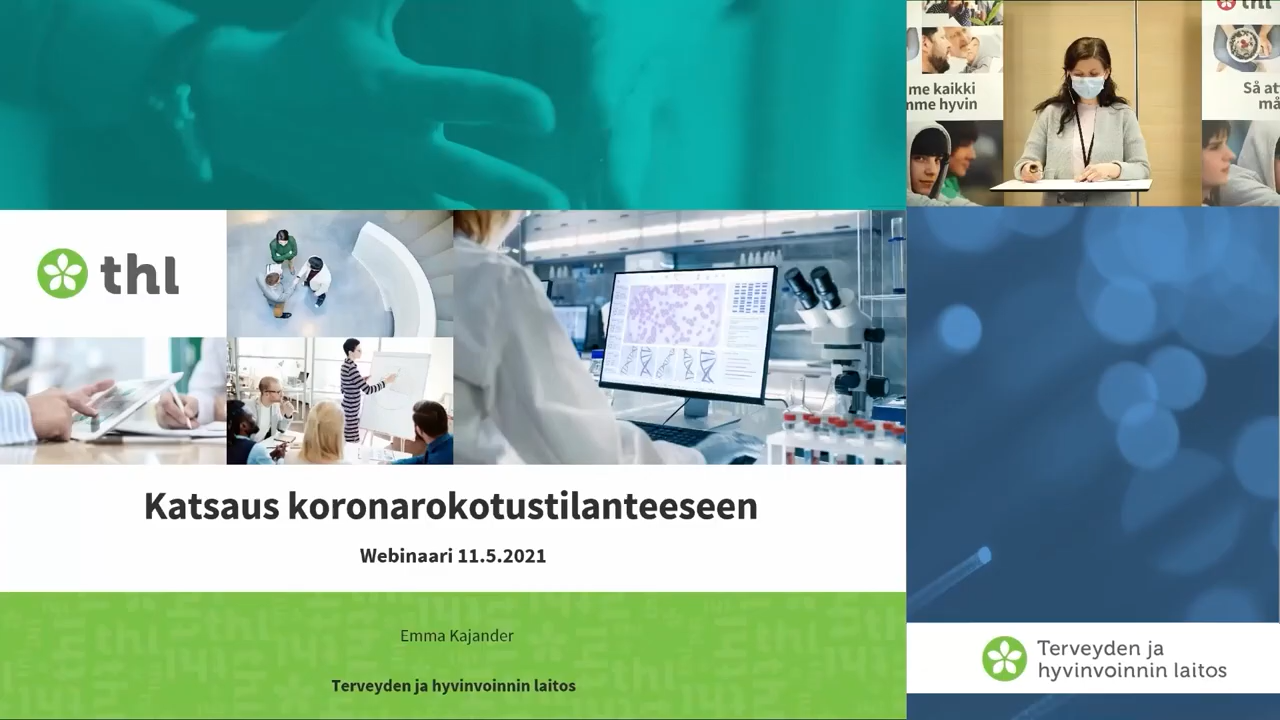 thl
Katsaus koronarokotustilanteeseen
Webinaari 11.5.2021
Emma Kajander
Terveyden ja hyvinvoinnin laitos
me kaikki
mme hyvin
thl
Så at
må
Terveyden ja
hyvinvoinnin laitos